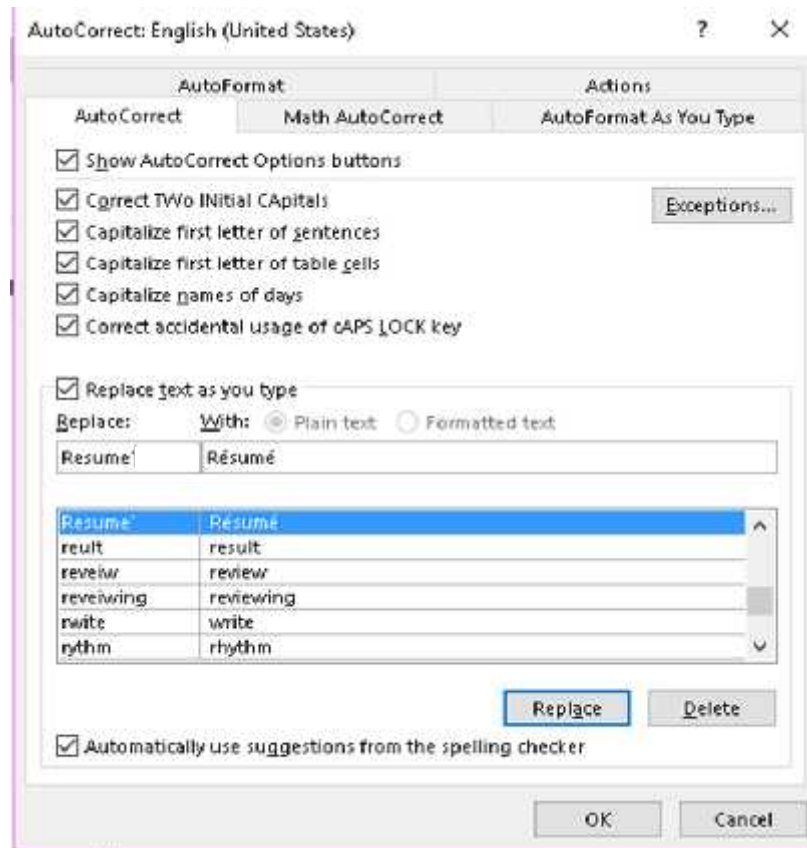 AutoCorrect: English (United States) ? ×
AutoFormat Actions
AutoCorrect Math AutoCorrect AutoFormat As You Type
Show AutoCorrect Options buttons
Correct TWo INitial CApitals Exceptions...
Capitalize first letter of sentences
Capitalize first letter of table cells
Capitalize names of days
Correct accidental usage of cAPS LOCK key
Replace text as you type
Replace: With: Plain text Formatted text
Resume' Résumé
Resume' Résumé
reult result
reveiw review
reveiwing reviewing
rwite write
rythm rhythm
Replace Delete
Automatically use suggestions from the spelling checker
OK Cancel